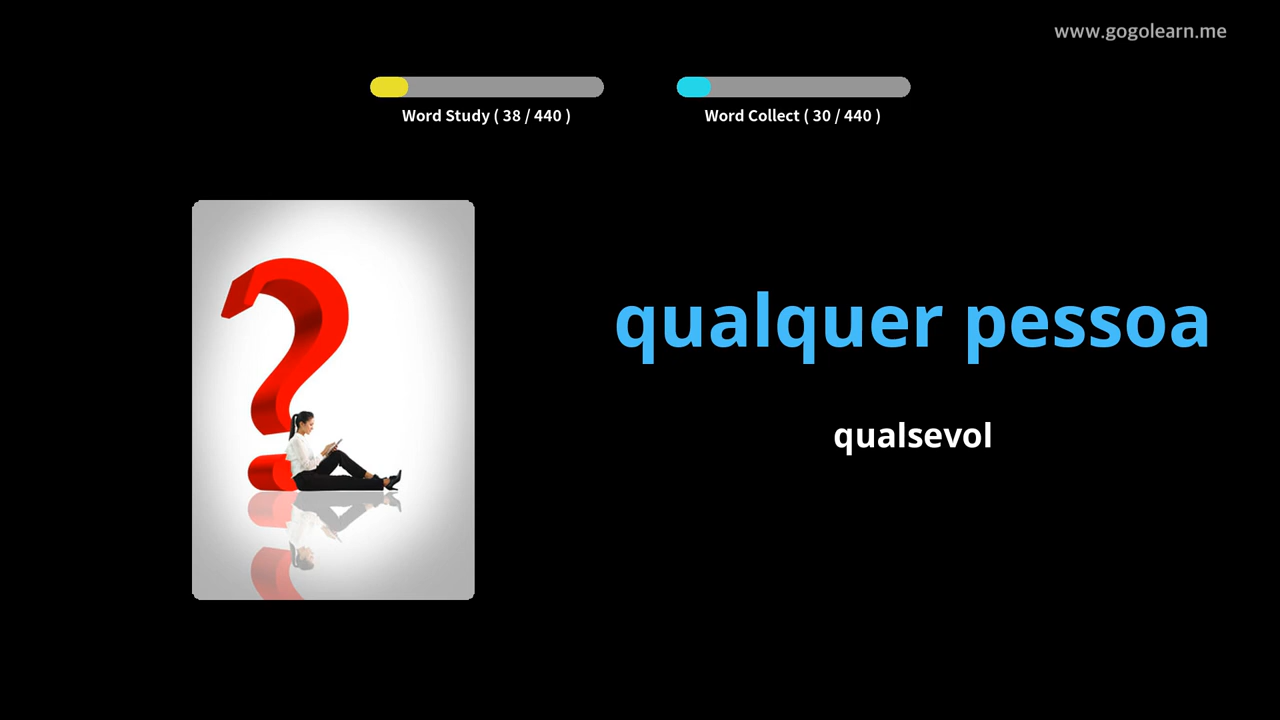 www.gogolearn.me
Word Study ( 38 / 440 )
Word Collect ( 30 / 440 )
qualquer pessoa
qualsevol